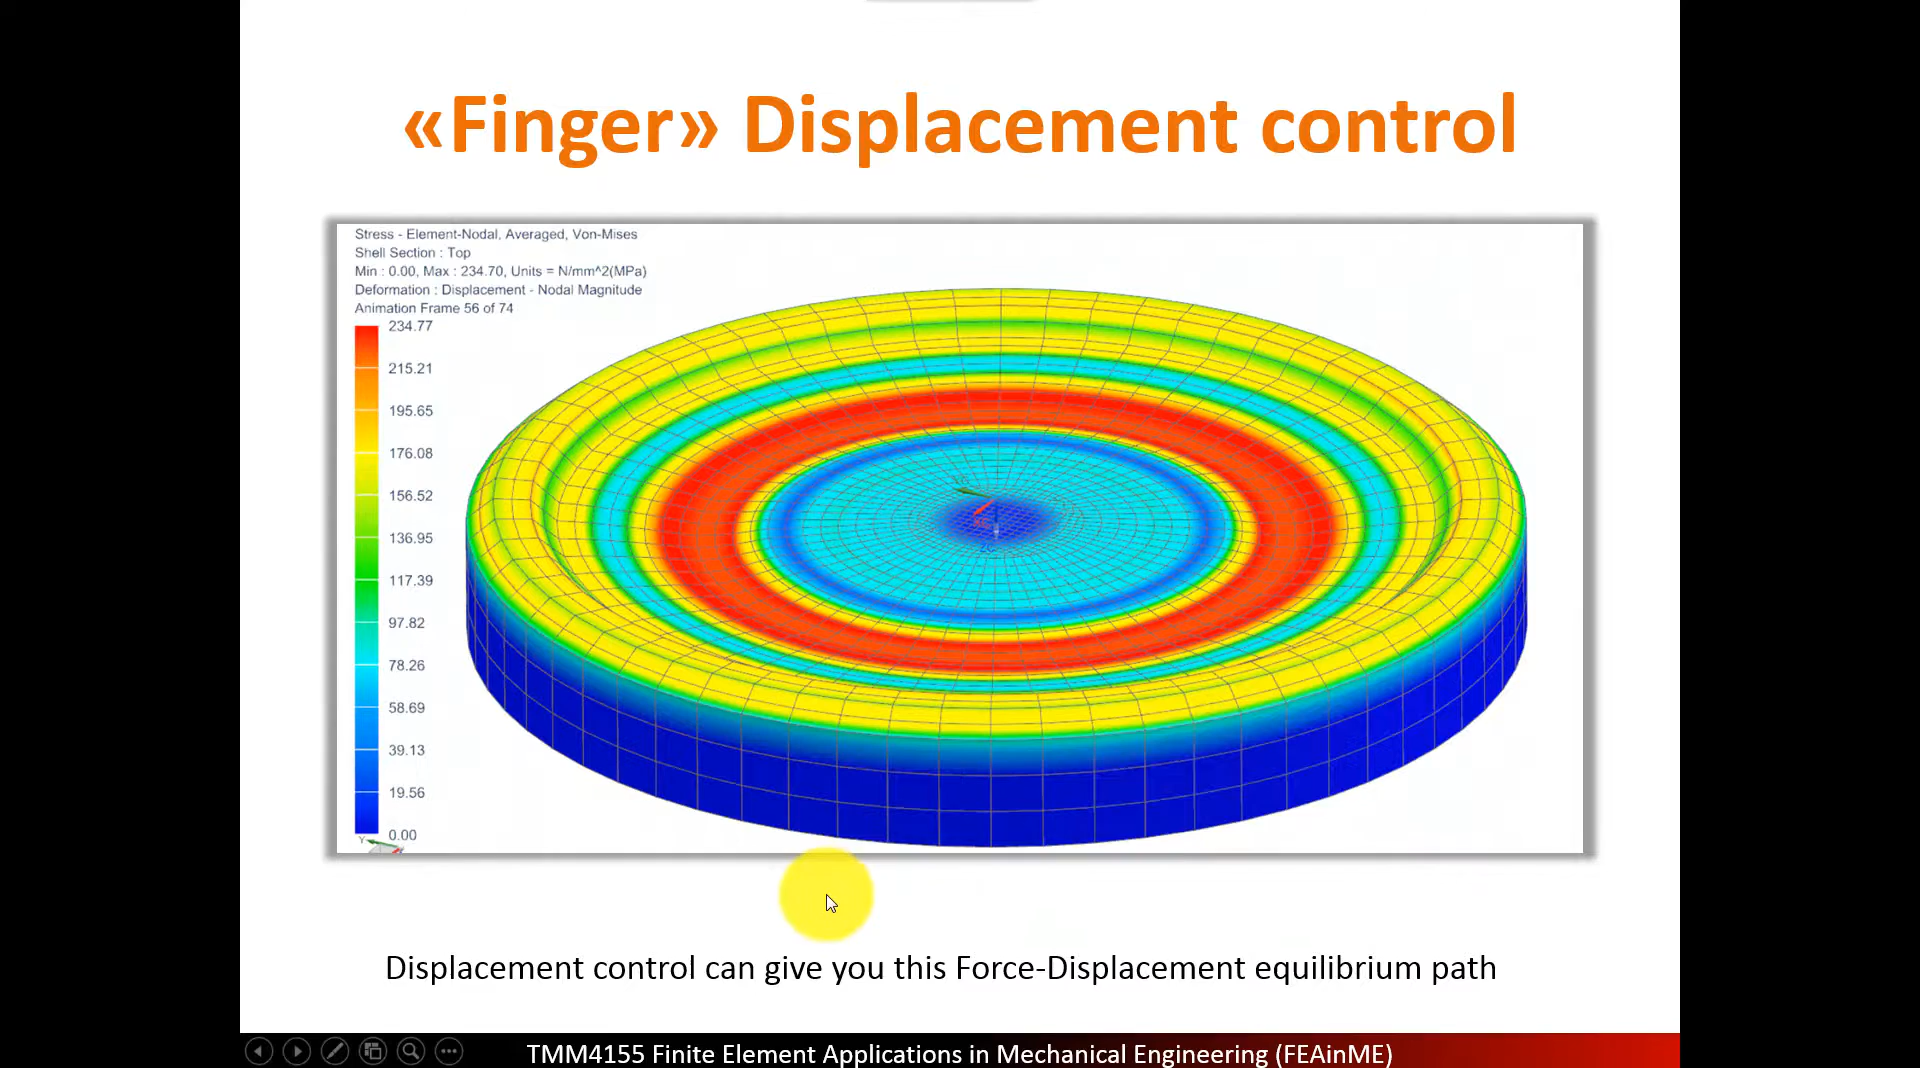 «Finger» Displacement control
Stress - Element-Nodal, Averaged, Von-Mises
Shell Section : Top
Min : 0.00, Max : 234.70, Units = N/mm^2(MPa)
Deformation : Displacement - Nodal Magnitude
Animation Frame 56 of 74
234.77
215.21
195.65
176.08
156.52
136.95
117.39
97.82
78.26
58.69
39.13
19.56
0.00
Y
Displacement control can give you this Force-Displacement equilibrium path
TMM4155 Finite Element Applications in Mechanical Engineering (FEAinME)